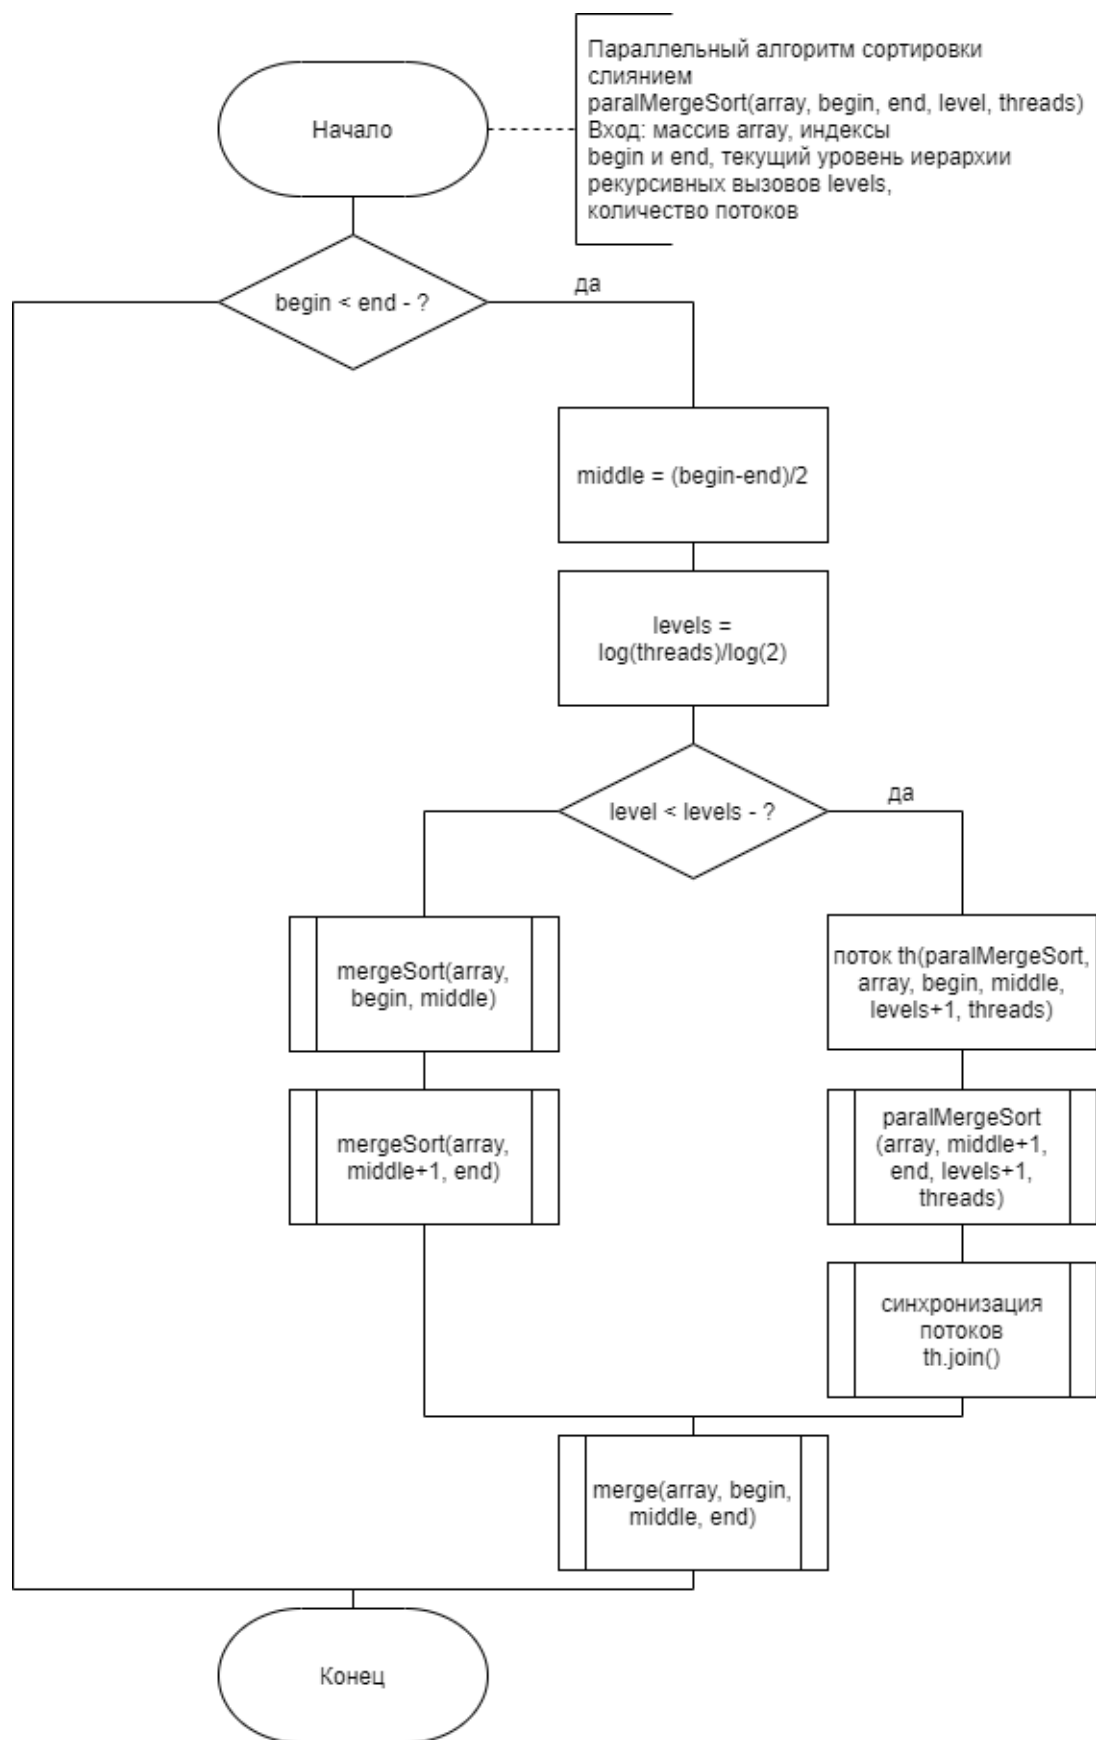 Начало
Параллельный алгоритм сортировки
слиянием
paralMergeSort(array, begin, end, level, threads)
Вход: массив array, индексы
begin и end, текущий уровень иерархии
рекурсивных вызовов levels,
количество потоков
begin < end - ?
да
middle = (begin-end)/2
levels =
log(threads)/log(2)
level < levels - ?
да
mergeSort(array,
begin, middle)
mergeSort(array,
middle+1, end)
поток th(paralMergeSort,
array, begin, middle,
levels+1, threads)
paralMergeSort
(array, middle+1,
end, levels+1,
threads)
синхронизация
потоков
th.join()
merge(array, begin,
middle, end)
Конец